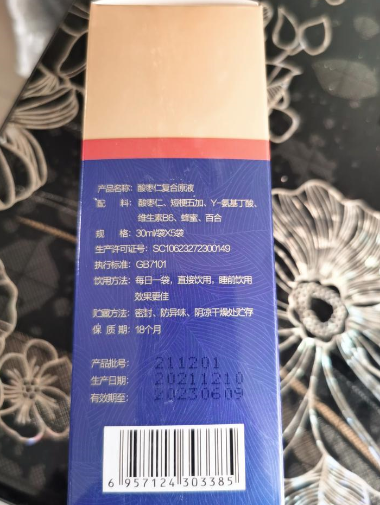 产品名称：酸枣仁复合原液
配 料：酸枣仁、短梗五加、Y-氨基丁酸、
维生素B6、蜂蜜、百合
规 格：30ml/袋X5袋
生产许可证号：SC10623272300149
执行标准：GB7101
饮用方法：每日一袋，直接饮用，睡前饮用
效果更佳
贮藏方法：密封、防异味、阴凉干燥处贮存
保 质 期：18个月
产品批号：211201
生产日期：20211210
有效期至：20230609
6 957124 303385